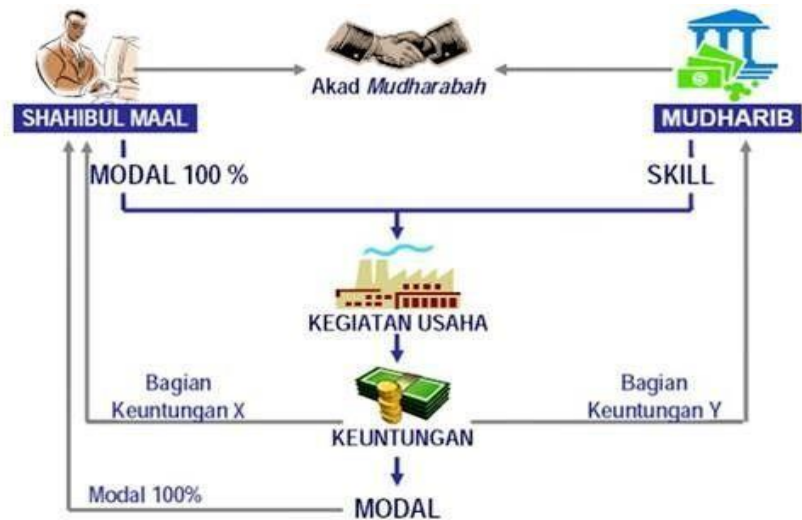 Akad Mudharabah
SHAHIBUL MAAL
MUDHARIB
MODAL 100 %
SKILL
KEGIATAN USAHA
Bagian
Keuntungan X
Bagian
Keuntungan Y
KEUNTUNGAN
Modal 100%
MODAL